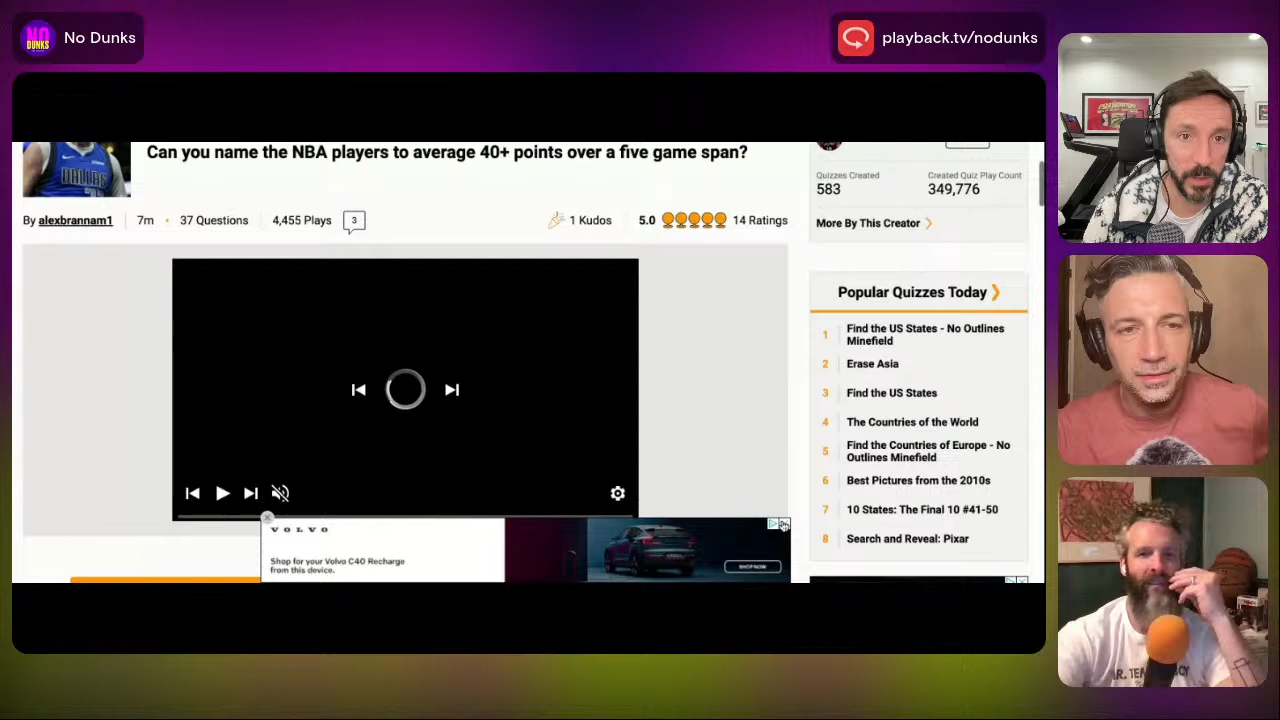 NO
DUNKS
No Dunks
playback.tv/nodunks
DALLAS
Can you name the NBA players to average 40+ points over a five game span?
By alexbrannam1
7m
37 Questions
4,455 Plays
3
1 Kudos
5.0
14 Ratings
Quizzes Created
583
Created Quiz Play Count
349,776
More By This Creator
Popular Quizzes Today
1 Find the US States - No Outlines
Minefield
2 Erase Asia
3 Find the US States
4 The Countries of the World
5 Find the Countries of Europe - No
Outlines Minefield
6 Best Pictures from the 2010s
7 10 States: The Final 10 #41-50
8 Search and Reveal: Pixar
VOLVO
Shop for your Volvo C40 Recharge
from this device.
SHOP NOW